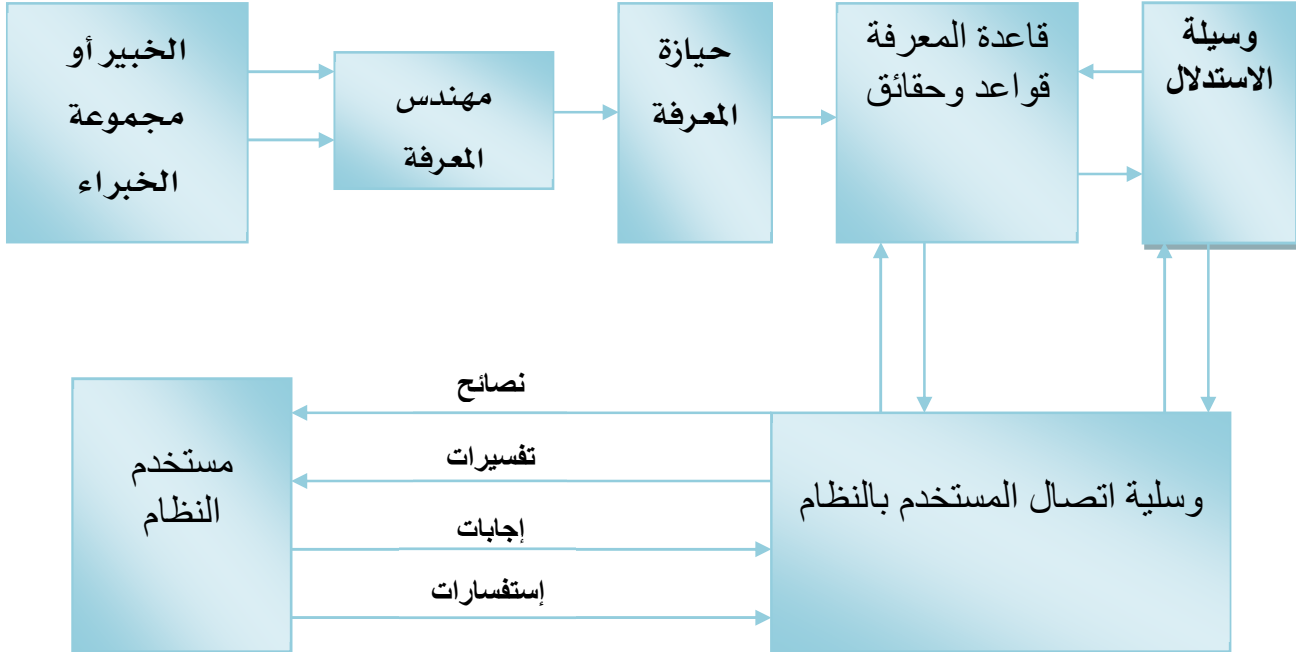 الخبير أو
مجموعة
الخبراء
مهندس
المعرفة
حيازة
المعرفة
قاعدة المعرفة
قواعد وحقائق
وسيلة
الاستدلال
نصائح
تفسيرات
إجابات
إستفسارات
مستخدم
النظام
وسلية اتصال المستخدم بالنظام